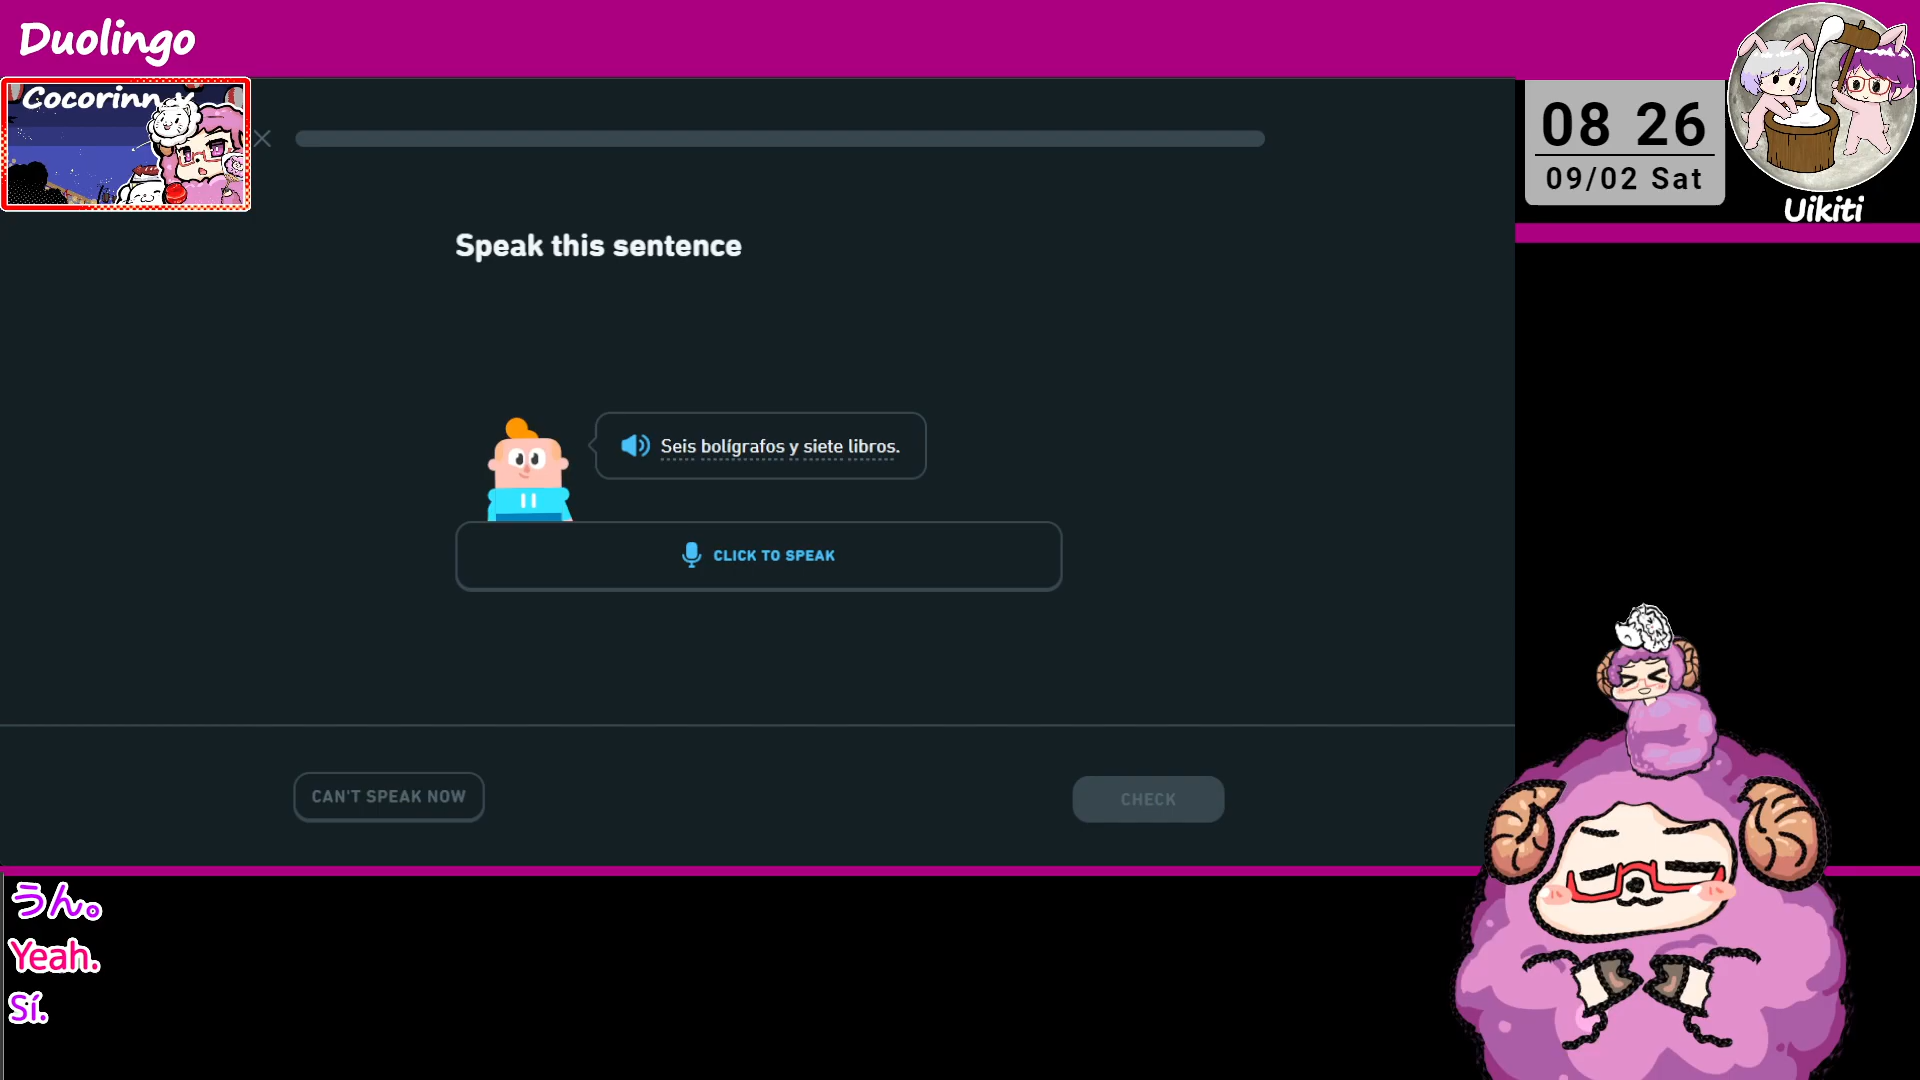 Duolingo
Cocorinn_y
08 26
09/02 Sat
Uikiti
Speak this sentence
Seis bolígrafos y siete libros.
CLICK TO SPEAK
CAN'T SPEAK NOW
CHECK
うん。
Yeah.
Sí.